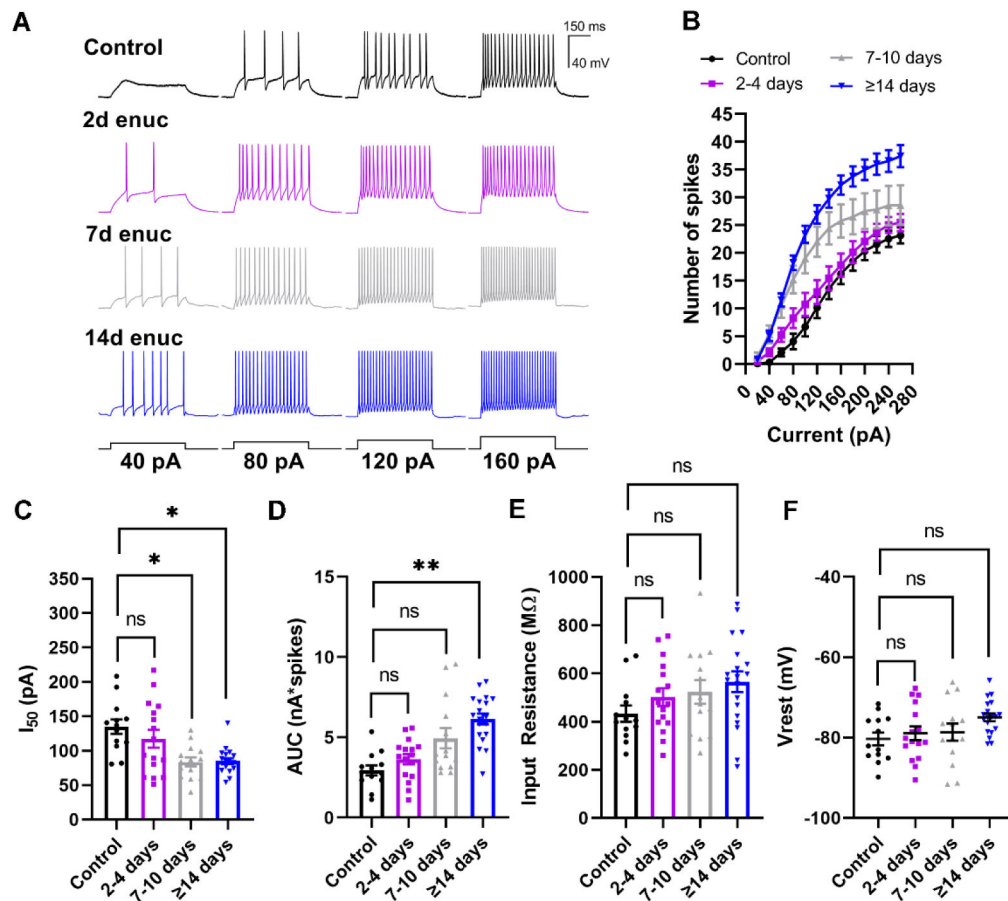 A
Control
150 ms
40 mV
2d enuc
7d enuc
14d enuc
40 pA
80 pA
120 pA
160 pA
B
Control
2-4 days
7-10 days
≥14 days
Number of spikes
45
40
35
30
25
20
15
10
5
0
0
40
80
120
160
200
240
280
Current (pA)
C
I50 (pA)
350
300
250
200
150
100
50
0
ns
*
*
Control
2-4 days
7-10 days
≥14 days
D
AUC (nA*spikes)
15
10
5
0
ns
ns
**
Control
2-4 days
7-10 days
≥14 days
E
Input Resistance (MΩ)
1000
800
600
400
200
0
ns
ns
ns
Control
2-4 days
7-10 days
≥14 days
F
Vrest (mV)
-40
-60
-80
-100
ns
ns
ns
Control
2-4 days
7-10 days
≥14 days